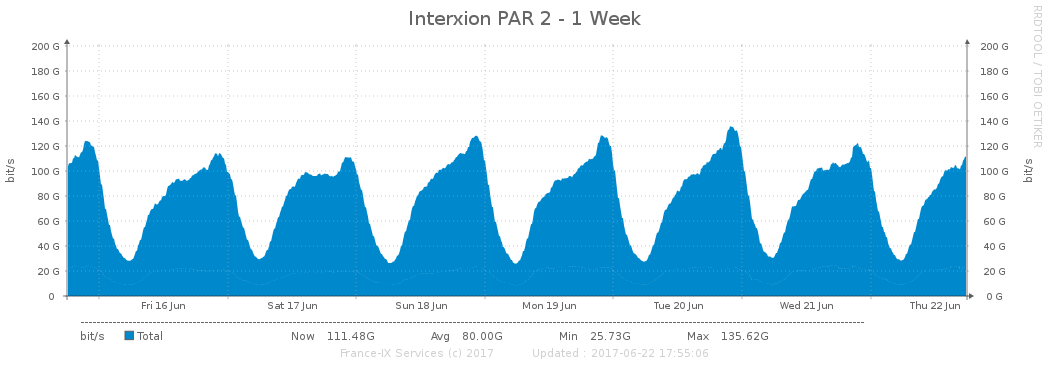 Interxion PAR 2 - 1 Week
RRDTOOL / TOBI OETIKER
bit/s
200 G
180 G
160 G
140 G
120 G
100 G
80 G
60 G
40 G
20 G
0
200 G
180 G
160 G
140 G
120 G
100 G
80 G
60 G
40 G
20 G
0 G
bit/s
Fri 16 Jun Sat 17 Jun Sun 18 Jun Mon 19 Jun Tue 20 Jun Wed 21 Jun Thu 22 Jun
bit/s Total Now 111.48G Avg 80.00G Min 25.73G Max 135.62G
France-IX Services (c) 2017 Updated : 2017-06-22 17:55:06